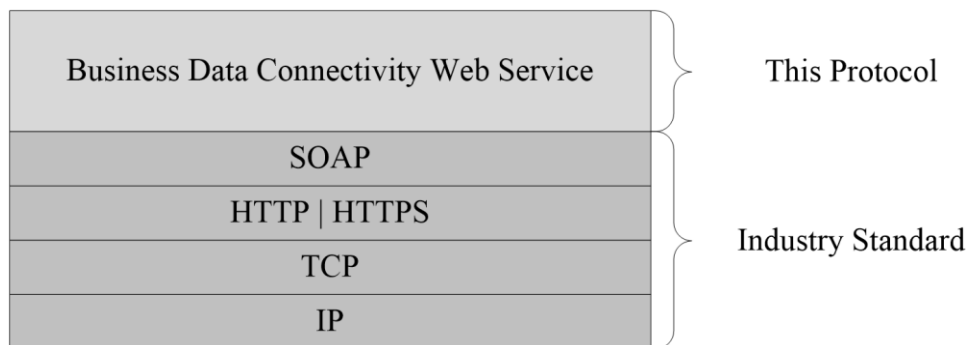 Business Data Connectivity Web Service
This Protocol
SOAP
HTTP | HTTPS
TCP
IP
Industry Standard